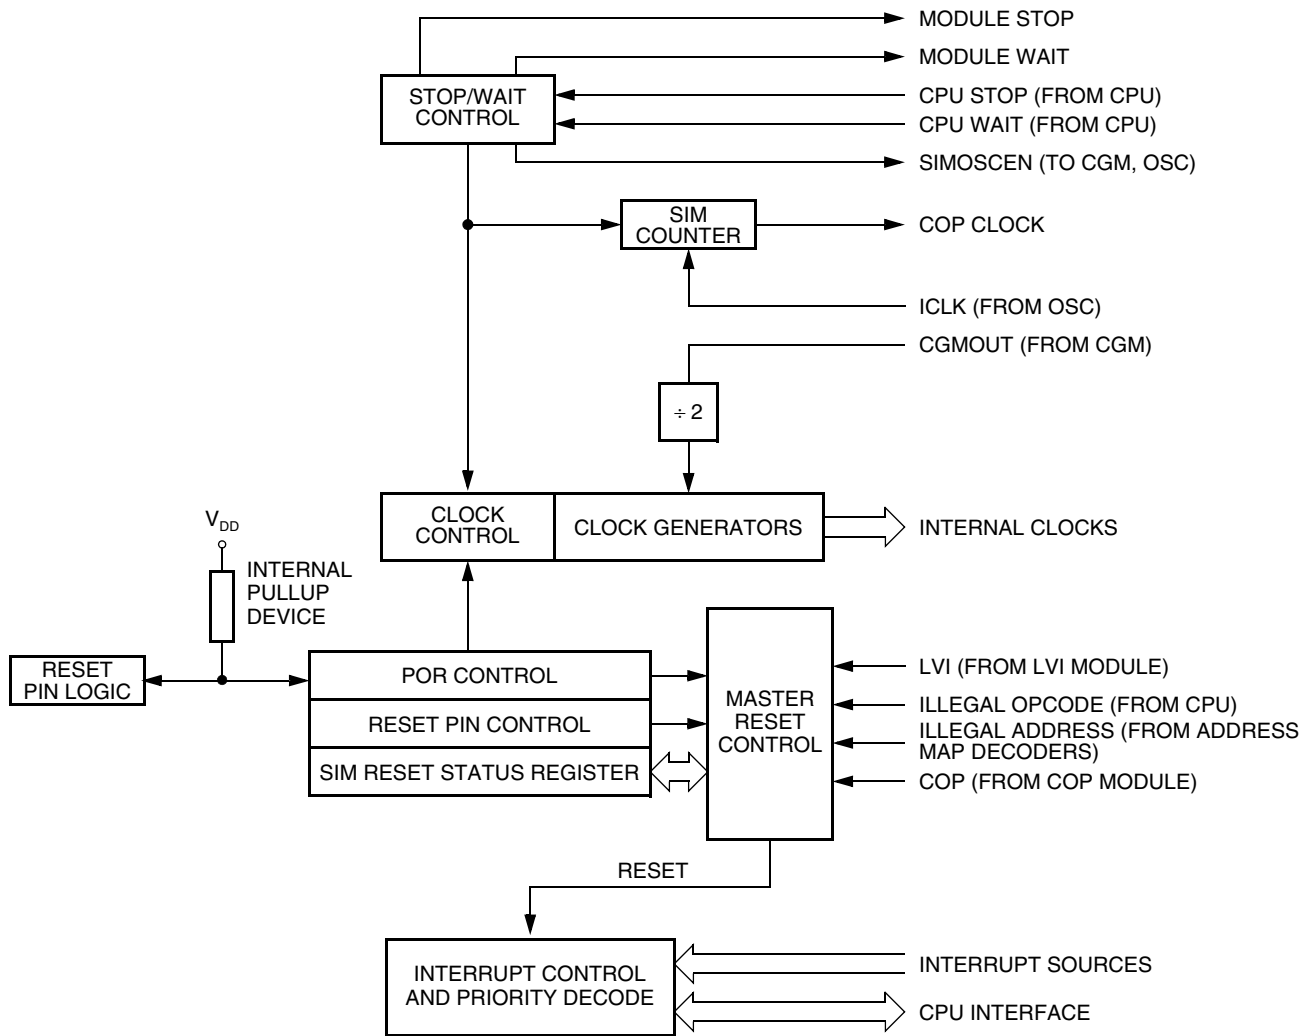 MODULE STOP
MODULE WAIT
STOP/WAIT
CONTROL
CPU STOP (FROM CPU)
CPU WAIT (FROM CPU)
SIMOSCEN (TO CGM, OSC)
SIM
COUNTER
COP CLOCK
ICLK (FROM OSC)
CGMOUT (FROM CGM)
÷ 2
CLOCK
CONTROL
CLOCK GENERATORS
INTERNAL CLOCKS
VDD
INTERNAL
PULLUP
DEVICE
RESET
PIN LOGIC
POR CONTROL
RESET PIN CONTROL
SIM RESET STATUS REGISTER
MASTER
RESET
CONTROL
LVI (FROM LVI MODULE)
ILLEGAL OPCODE (FROM CPU)
ILLEGAL ADDRESS (FROM ADDRESS
MAP DECODERS)
COP (FROM COP MODULE)
RESET
INTERRUPT CONTROL
AND PRIORITY DECODE
INTERRUPT SOURCES
CPU INTERFACE